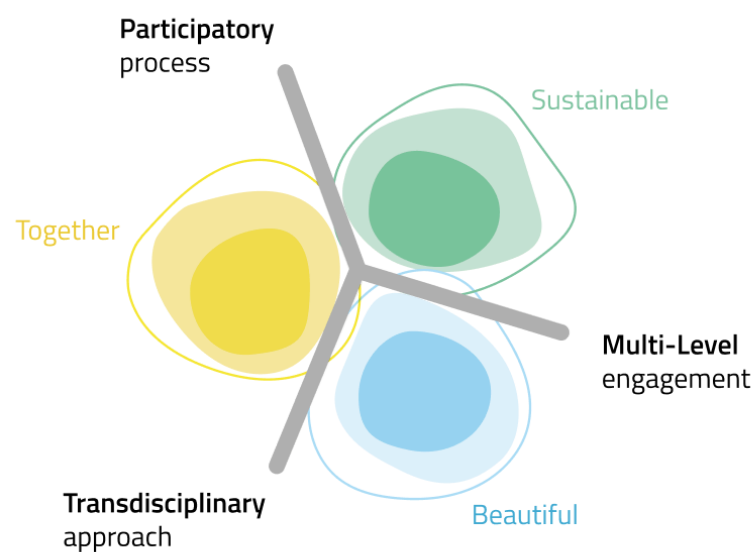 Participatory
process
Sustainable
Together
Multi-Level
engagement
Transdisciplinary
approach
Beautiful